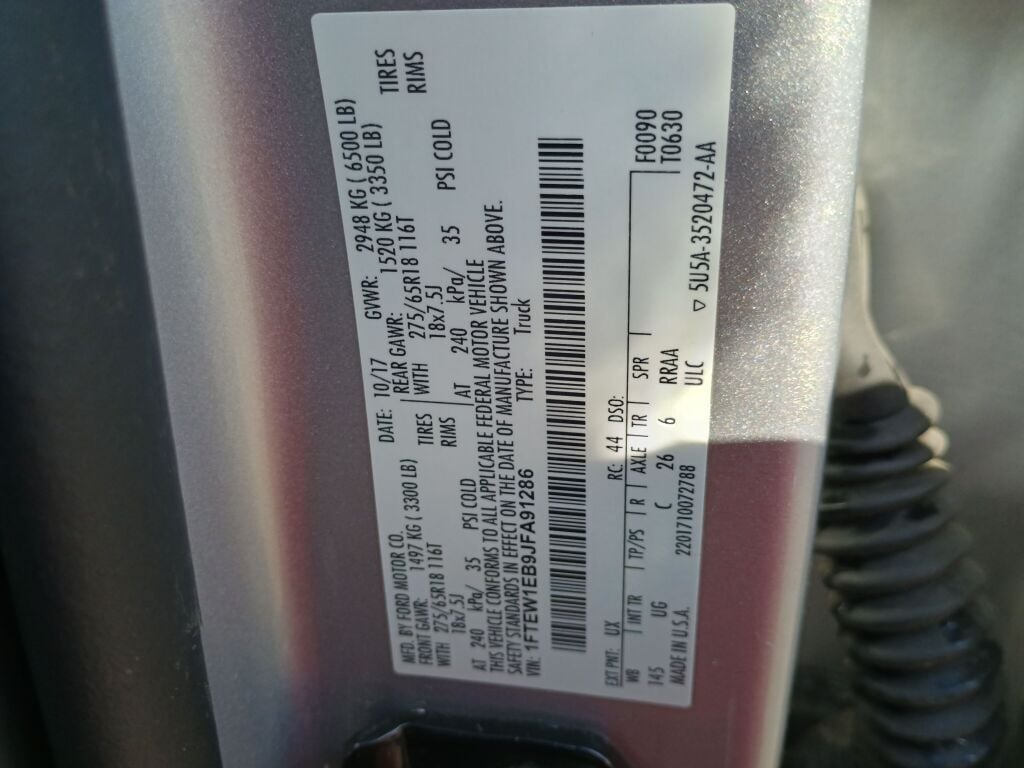 MFD. BY FORD MOTOR CO. DATE: 10/17 GVWR: 2948 KG ( 6500 LB)
FRONT GAWR: 1497 KG ( 3300 LB) REAR GAWR: 1520 KG ( 3350 LB)
WITH 275/65R18 116T TIRES WITH 275/65R18 116T TIRES
18x7.5J RIMS 18x7.5J RIMS
AT 240 kPa/ 35 PSI COLD AT 240 kPa/ 35 PSI COLD
THIS VEHICLE CONFORMS TO ALL APPLICABLE FEDERAL MOTOR VEHICLE
SAFETY STANDARDS IN EFFECT ON THE DATE OF MANUFACTURE SHOWN ABOVE.
VIN: 1FTEW1EB9JFA91286 TYPE: Truck
EXT PNT: UX RC: 44 DSO:
WB INT TR TP/PS R AXLE TR SPR F0090
145 UG C 26 6 RRAA T0630
MADE IN U.S.A. 2201710072788 ULC
▽ 5U5A-3520472-AA